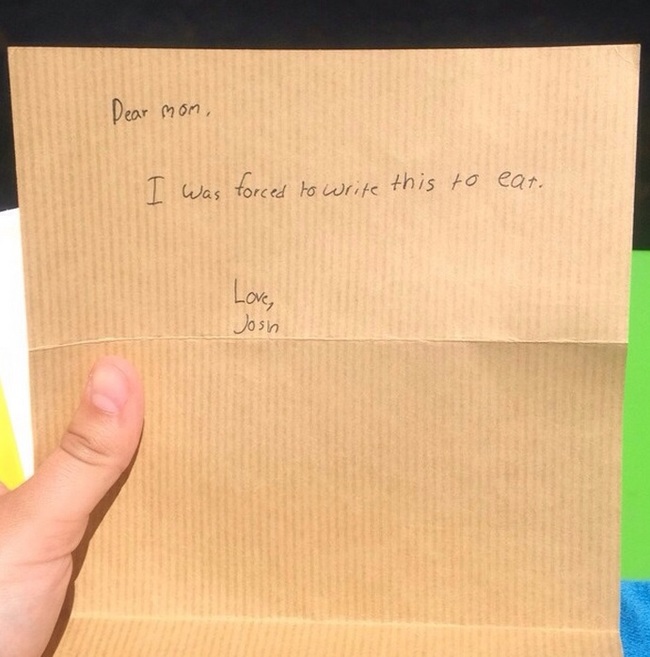 Dear mom,
I was forced to write this to eat.
Love,
Josh